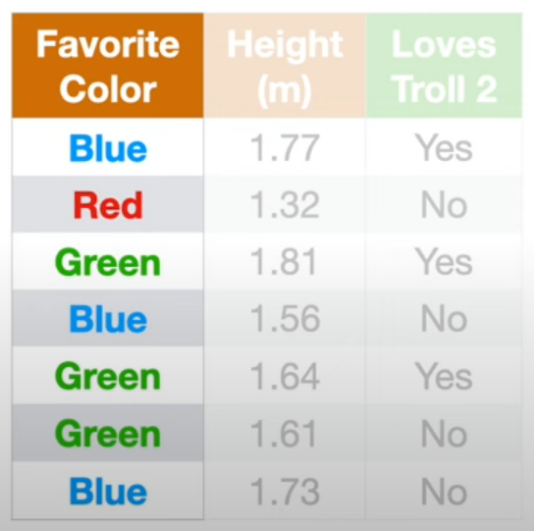 Favorite Color Height (m) Loves Troll 2
Blue 1.77 Yes
Red 1.32 No
Green 1.81 Yes
Blue 1.56 No
Green 1.64 Yes
Green 1.61 No
Blue 1.73 No